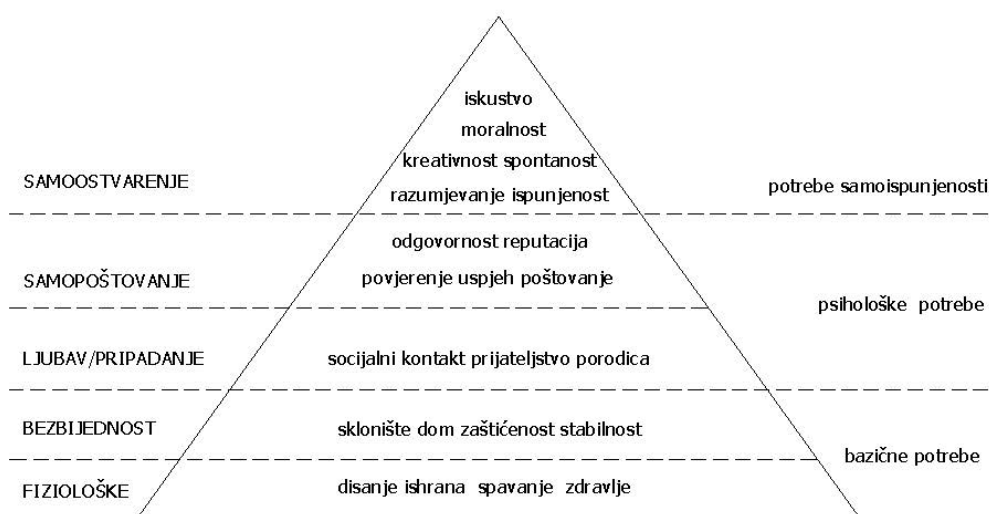 iskustvo
moralnost
kreativnost spontanost
SAMOOSTVARENJE
potrebe samoispunjenosti
razumjevanje ispunjenost
odgovornost reputacija
SAMOPOŠTOVANJE
povjerenje uspjeh poštovanje
psihološke potrebe
LJUBAV/PRIPADANJE
socijalni kontakt prijateljstvo porodica
BEZBIJEDNOST
sklonište dom zaštićenost stabilnost
bazične potrebe
FIZIOLOŠKE
disanje ishrana spavanje zdravlje